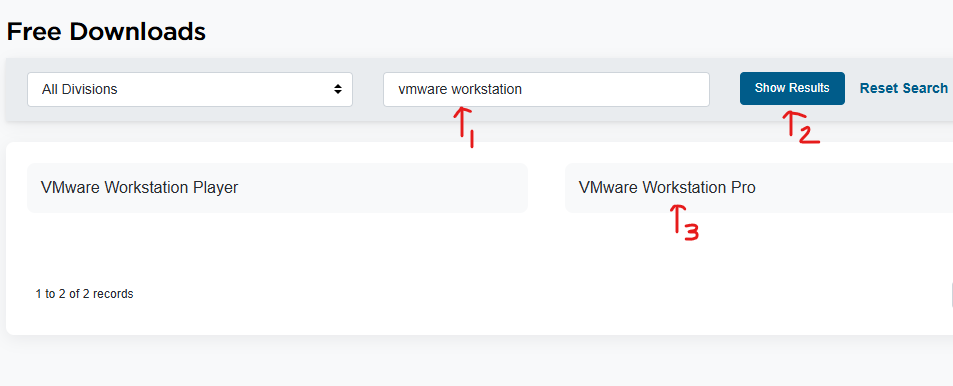 Free Downloads
All Divisions
vmware workstation
Show Results
Reset Search
1
2
VMware Workstation Player
VMware Workstation Pro
3
1 to 2 of 2 records